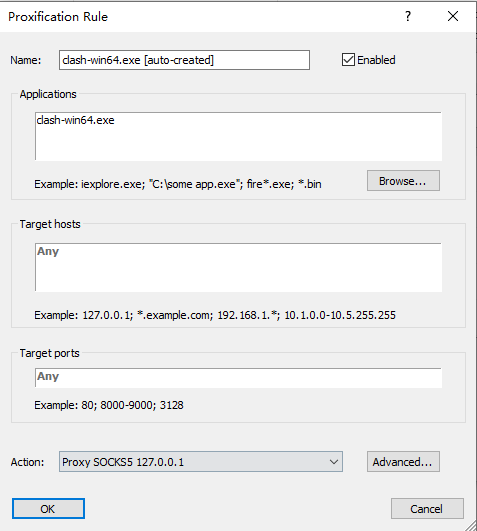 Proxification Rule
?
Name:
clash-win64.exe [auto-created]
Enabled
Applications
clash-win64.exe
Example: iexplore.exe; "C:\some app.exe"; fire*.exe; *.bin
Browse...
Target hosts
Any
Example: 127.0.0.1; *.example.com; 192.168.1.*; 10.1.0.0-10.5.255.255
Target ports
Any
Example: 80; 8000-9000; 3128
Action:
Proxy SOCKS5 127.0.0.1
Advanced...
OK
Cancel